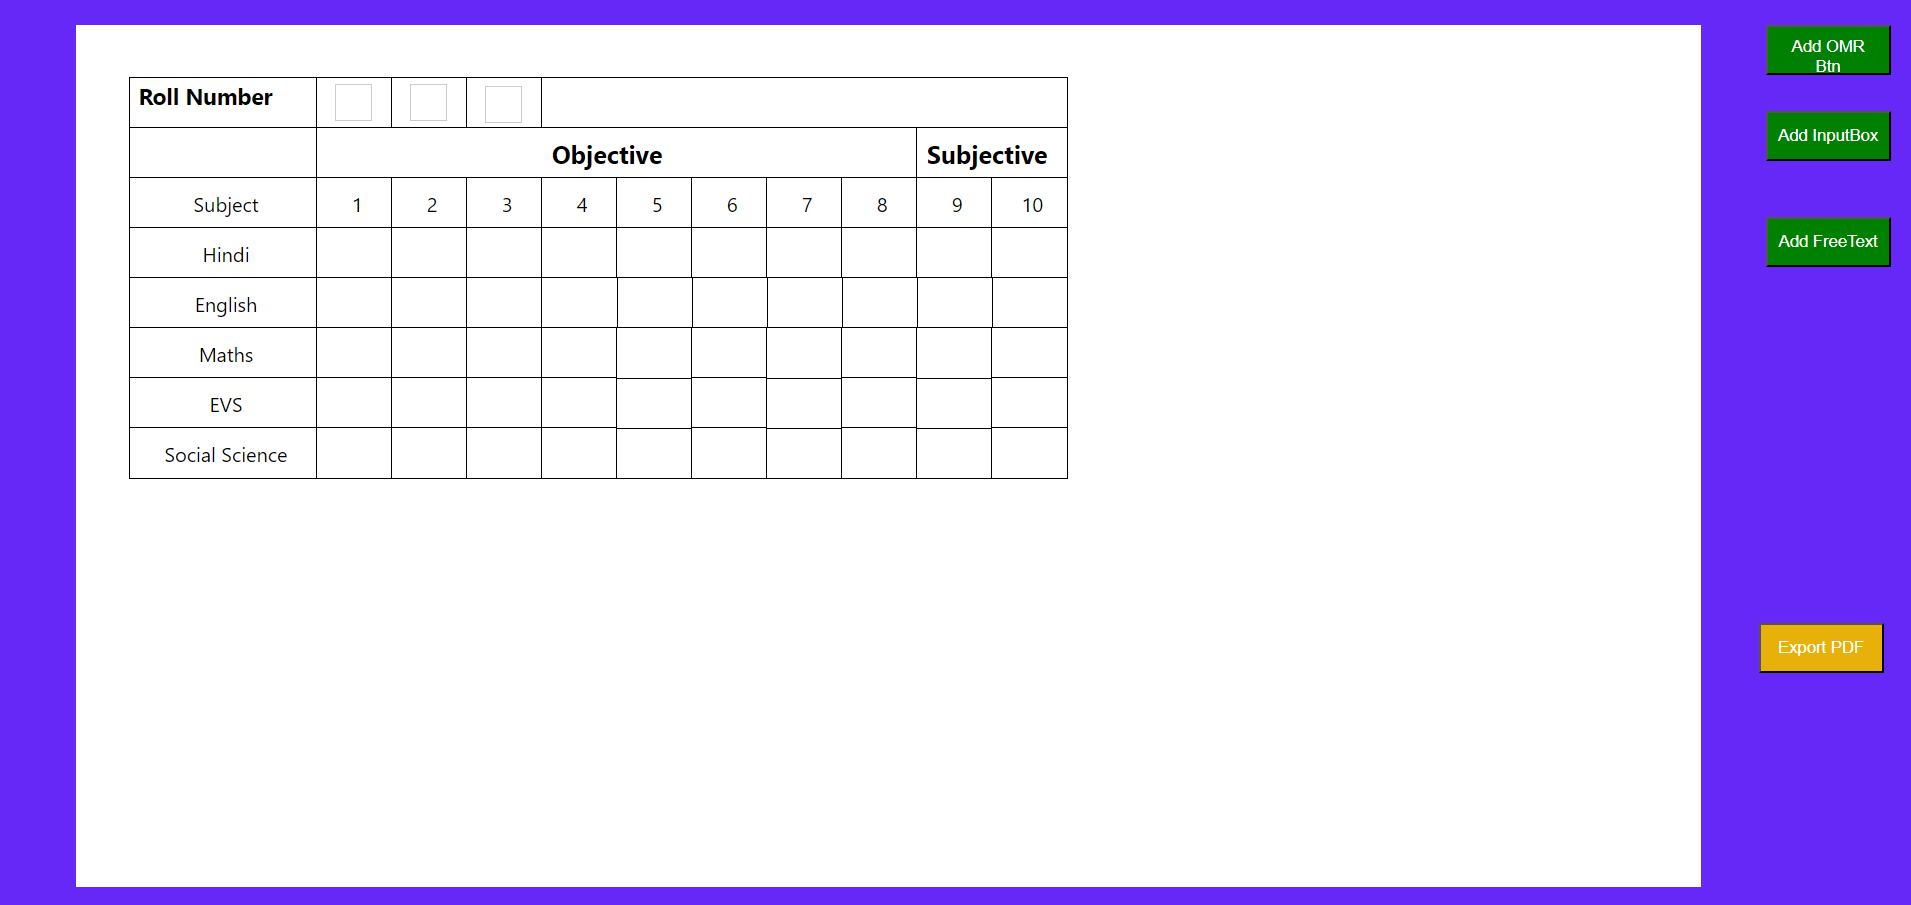 Roll Number
Objective Subjective
Subject 1 2 3 4 5 6 7 8 9 10
Hindi
English
Maths
EVS
Social Science
Add OMR
Btn
Add InputBox
Add FreeText
Export PDF